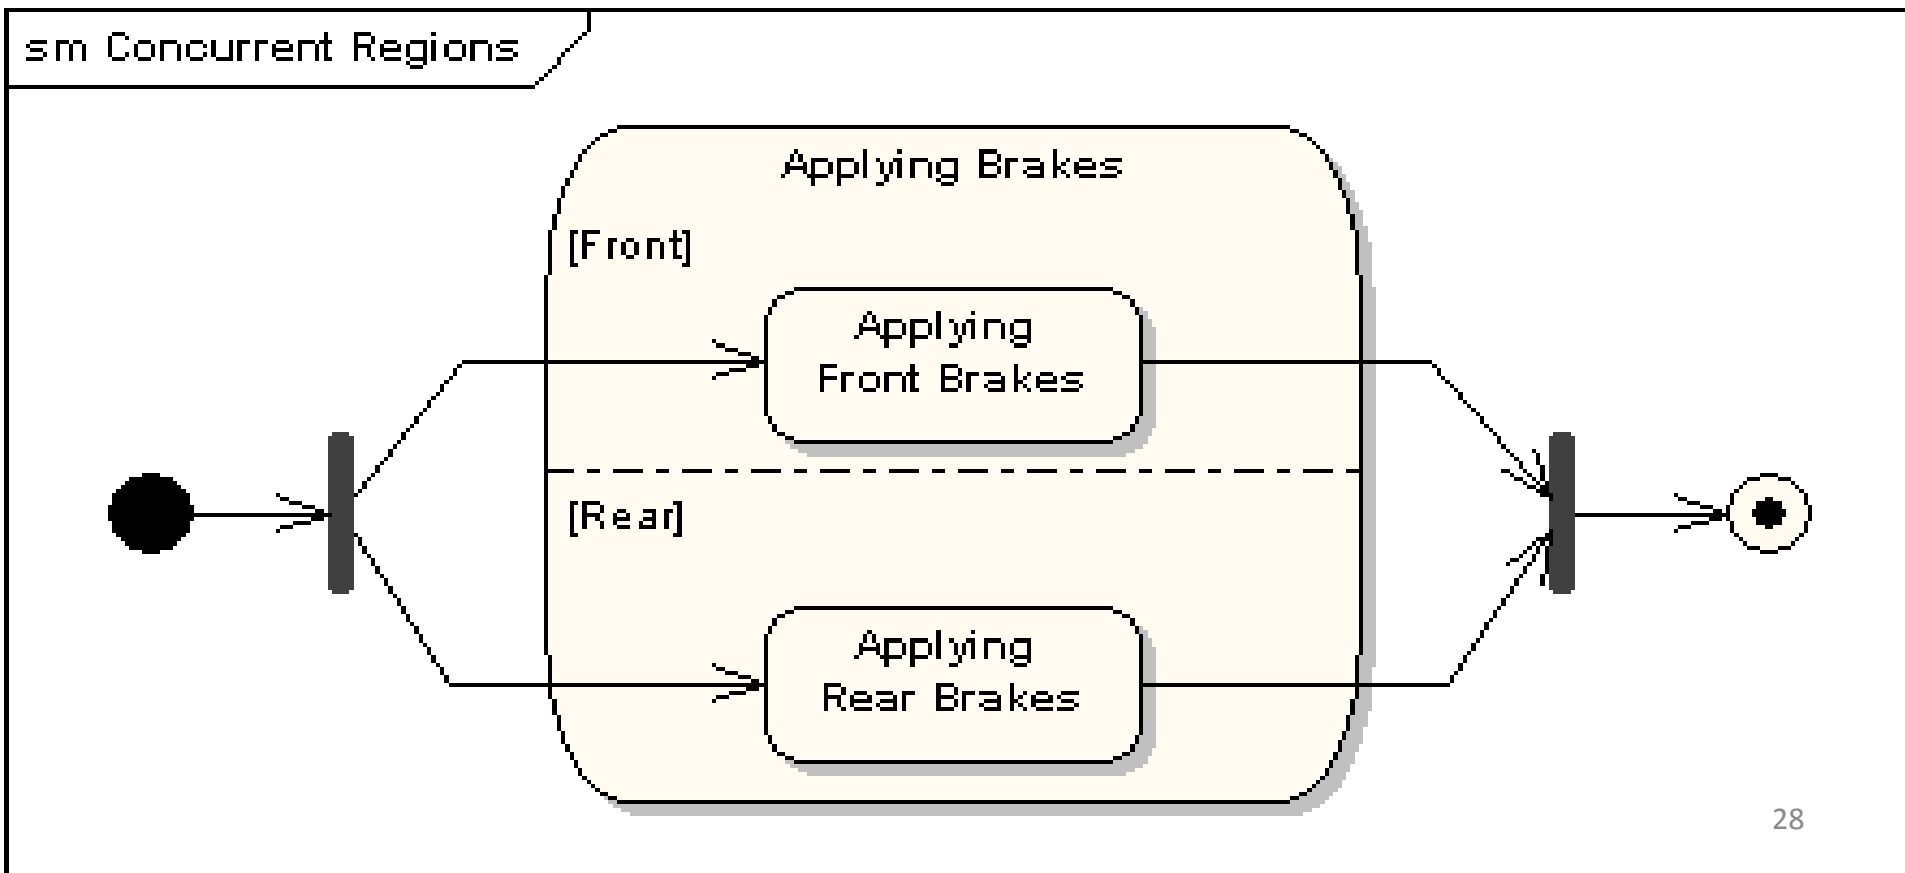 sm Concurrent Regions
Applying Brakes
[Front]
Applying
Front Brakes
[Rear]
Applying
Rear Brakes
28